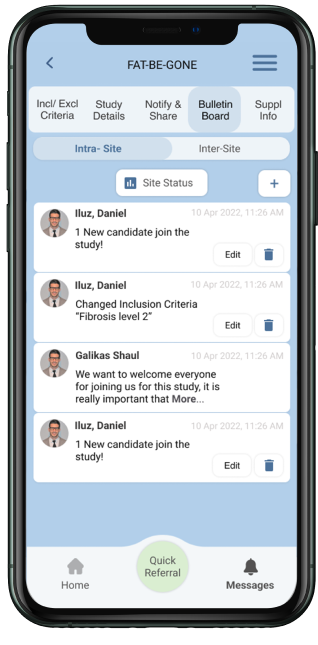 FAT-BE-GONE
Incl/ Excl
Criteria
Study
Details
Notify &
Share
Bulletin
Board
Suppl
Info
Intra- Site
Inter-Site
Site Status
+
Iluz, Daniel
10 Apr 2022, 11:26 AM
1 New candidate join the
study!
Edit
Iluz, Daniel
10 Apr 2022, 11:26 AM
Changed Inclusion Criteria
“Fibrosis level 2”
Edit
Galikas Shaul
10 Apr 2022, 11:26 AM
We want to welcome everyone
for joining us for this study, it is
really important that More...
Iluz, Daniel
10 Apr 2022, 11:26 AM
1 New candidate join the
study!
Edit
Home
Quick
Referral
Messages